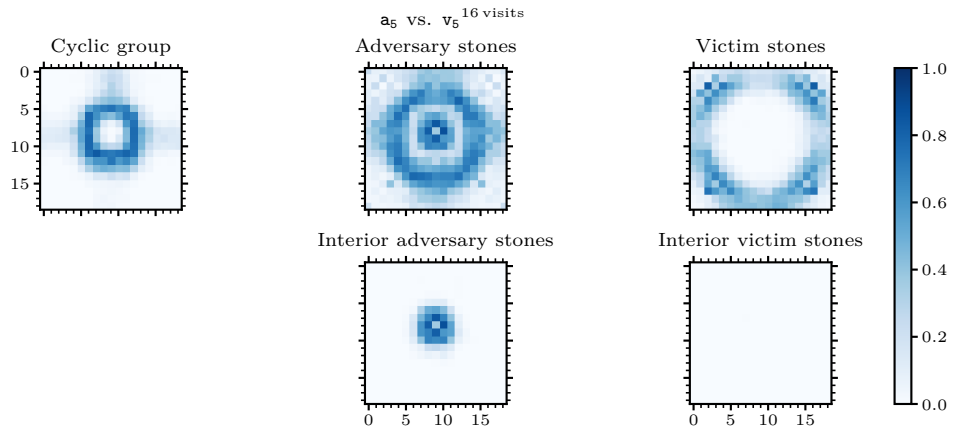 a₅ vs. v₅¹⁶ ᵛⁱˢⁱᵗˢ
Cyclic group
Adversary stones
Victim stones
0
5
10
15
1.0
0.8
0.6
0.4
0.2
0.0
Interior adversary stones
Interior victim stones
0 5 10 15
0 5 10 15